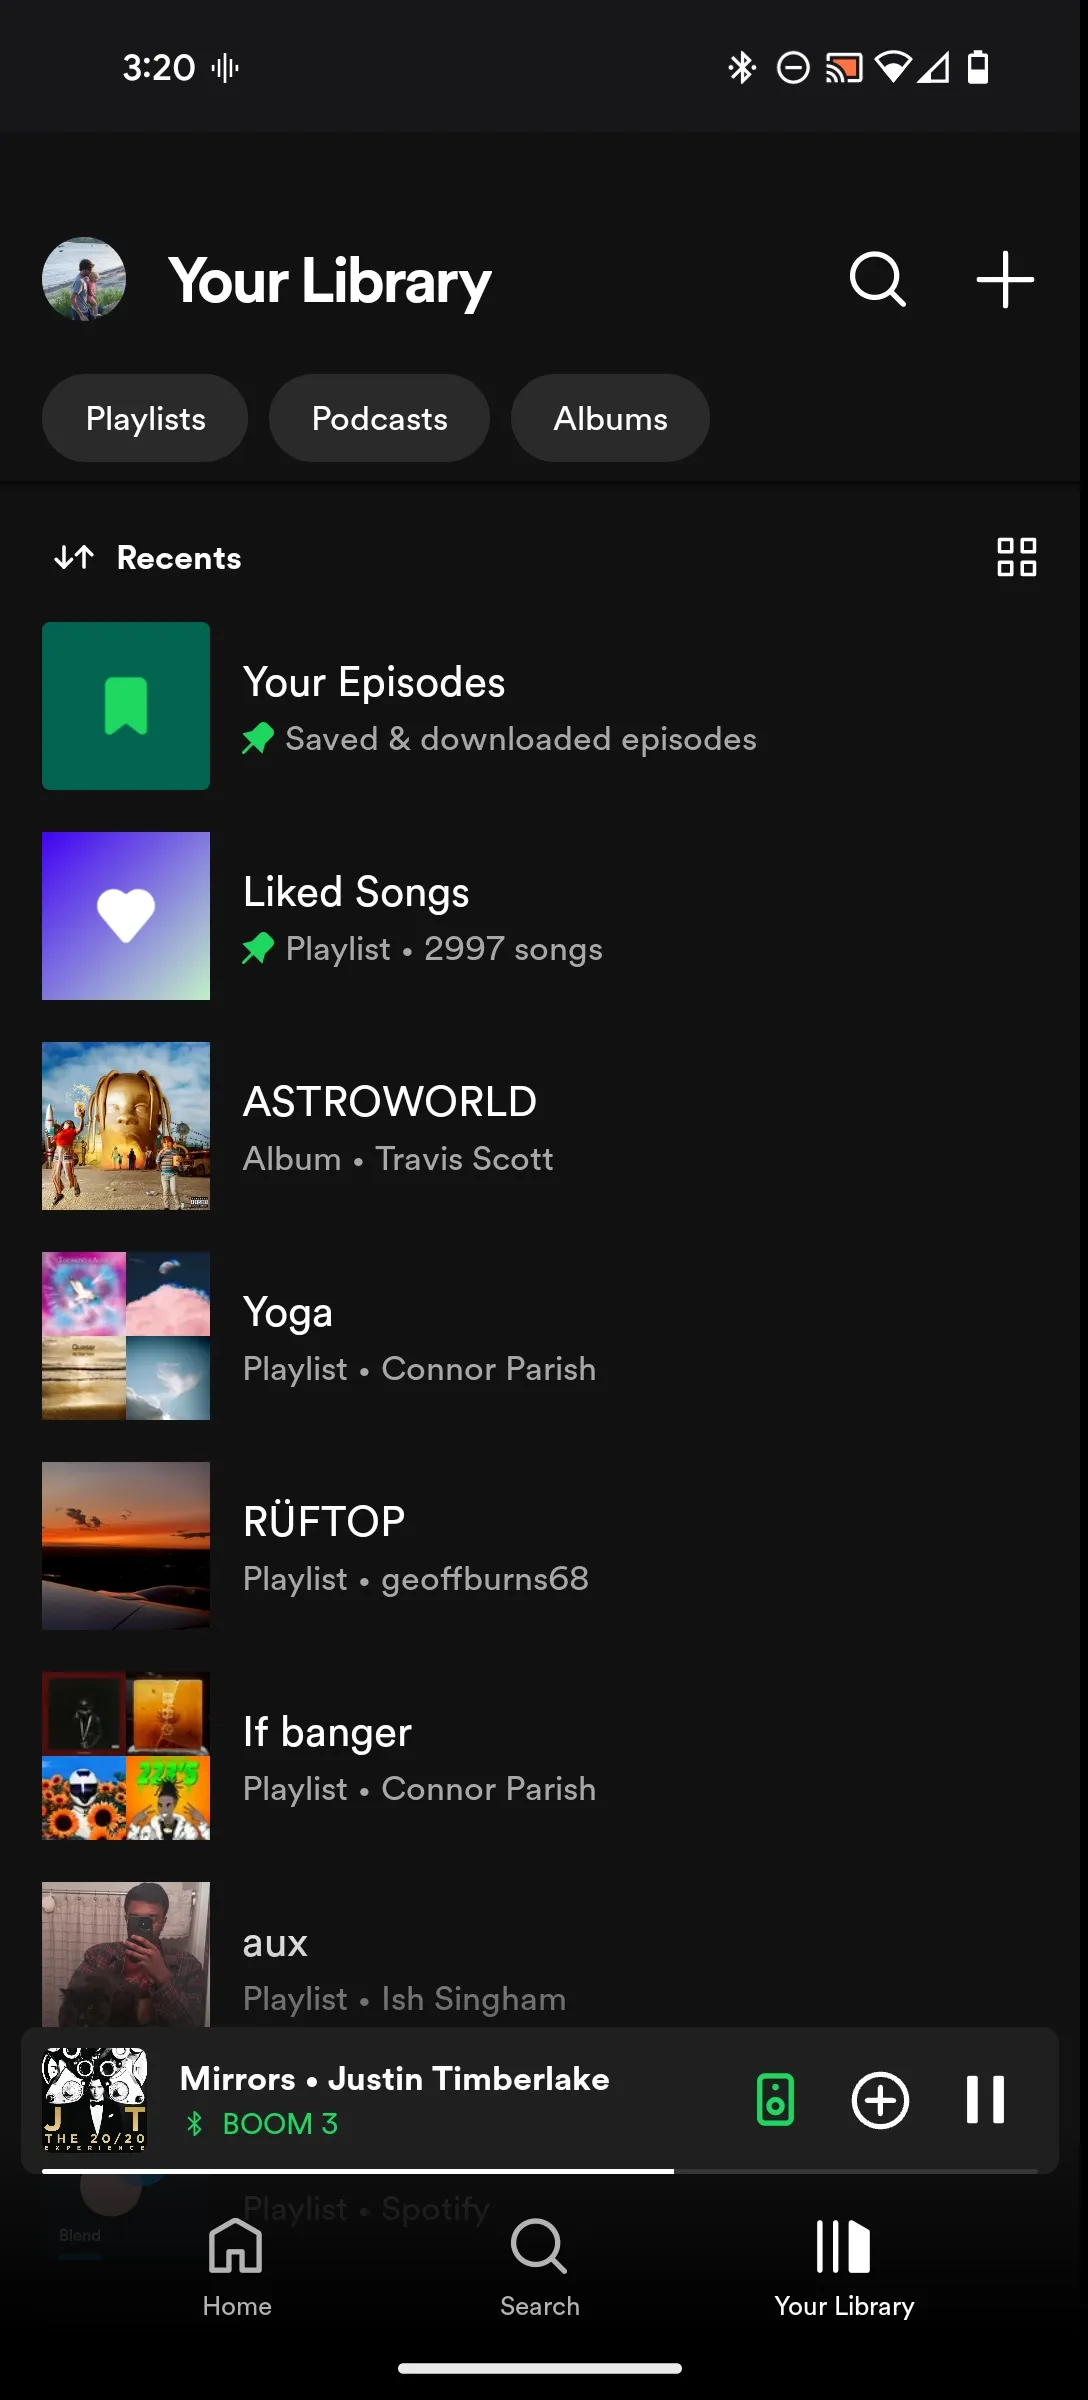 3:20
Your Library
Playlists
Podcasts
Albums
Recents
Your Episodes
Saved & downloaded episodes
Liked Songs
Playlist • 2997 songs
ASTROWORLD
Album • Travis Scott
Yoga
Playlist • Connor Parish
RÜFTOP
Playlist • geoffburns68
If banger
Playlist • Connor Parish
aux
Playlist • Ish Singham
Mirrors • Justin Timberlake
BOOM 3
J T
THE 20/20
EXPERIENCE
Playlist • Spotify
Blend
Home
Search
Your Library